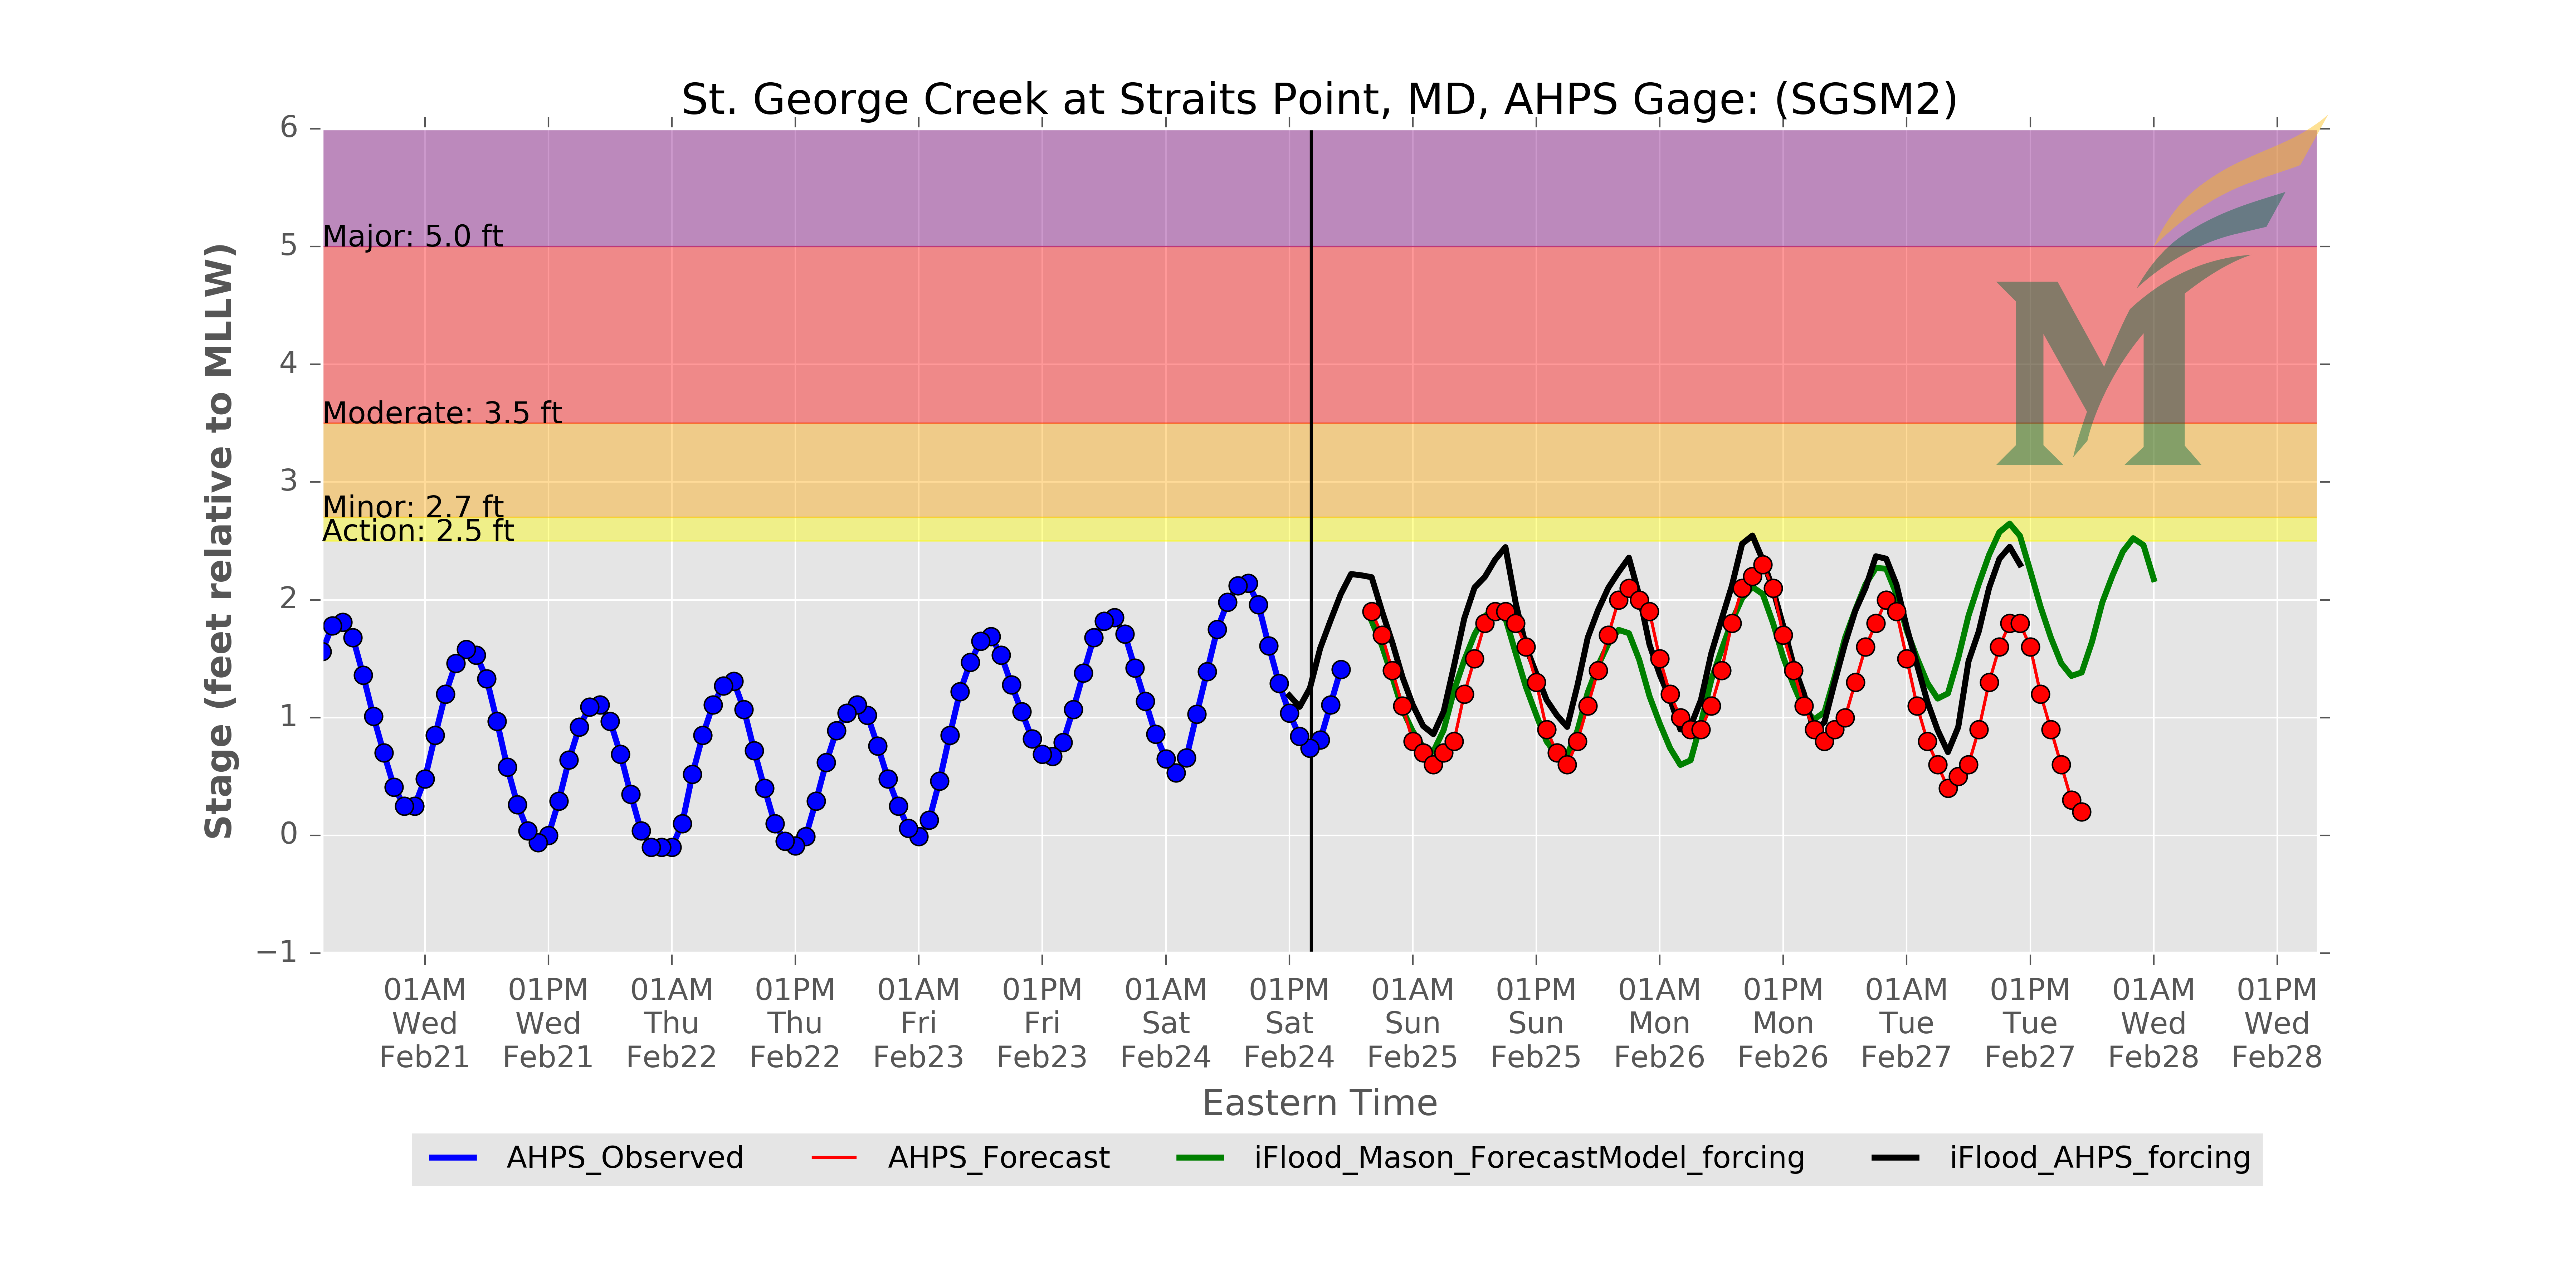 St. George Creek at Straits Point, MD, AHPS Gage: (SGSM2)
Stage (feet relative to MLLW)
6
5
4
3
2
1
0
−1
Major: 5.0 ft
Moderate: 3.5 ft
Minor: 2.7 ft
Action: 2.5 ft
M
01AM 01PM 01AM 01PM 01AM 01PM 01AM 01PM 01AM 01PM 01AM 01PM 01AM 01PM 01AM 01PM
Wed Wed Thu Thu Fri Fri Sat Sat Sun Sun Mon Mon Tue Tue Wed Wed
Feb21 Feb21 Feb22 Feb22 Feb23 Feb23 Feb24 Feb24 Feb25 Feb25 Feb26 Feb26 Feb27 Feb27 Feb28 Feb28
Eastern Time
AHPS_Observed AHPS_Forecast iFlood_Mason_ForecastModel_forcing iFlood_AHPS_forcing